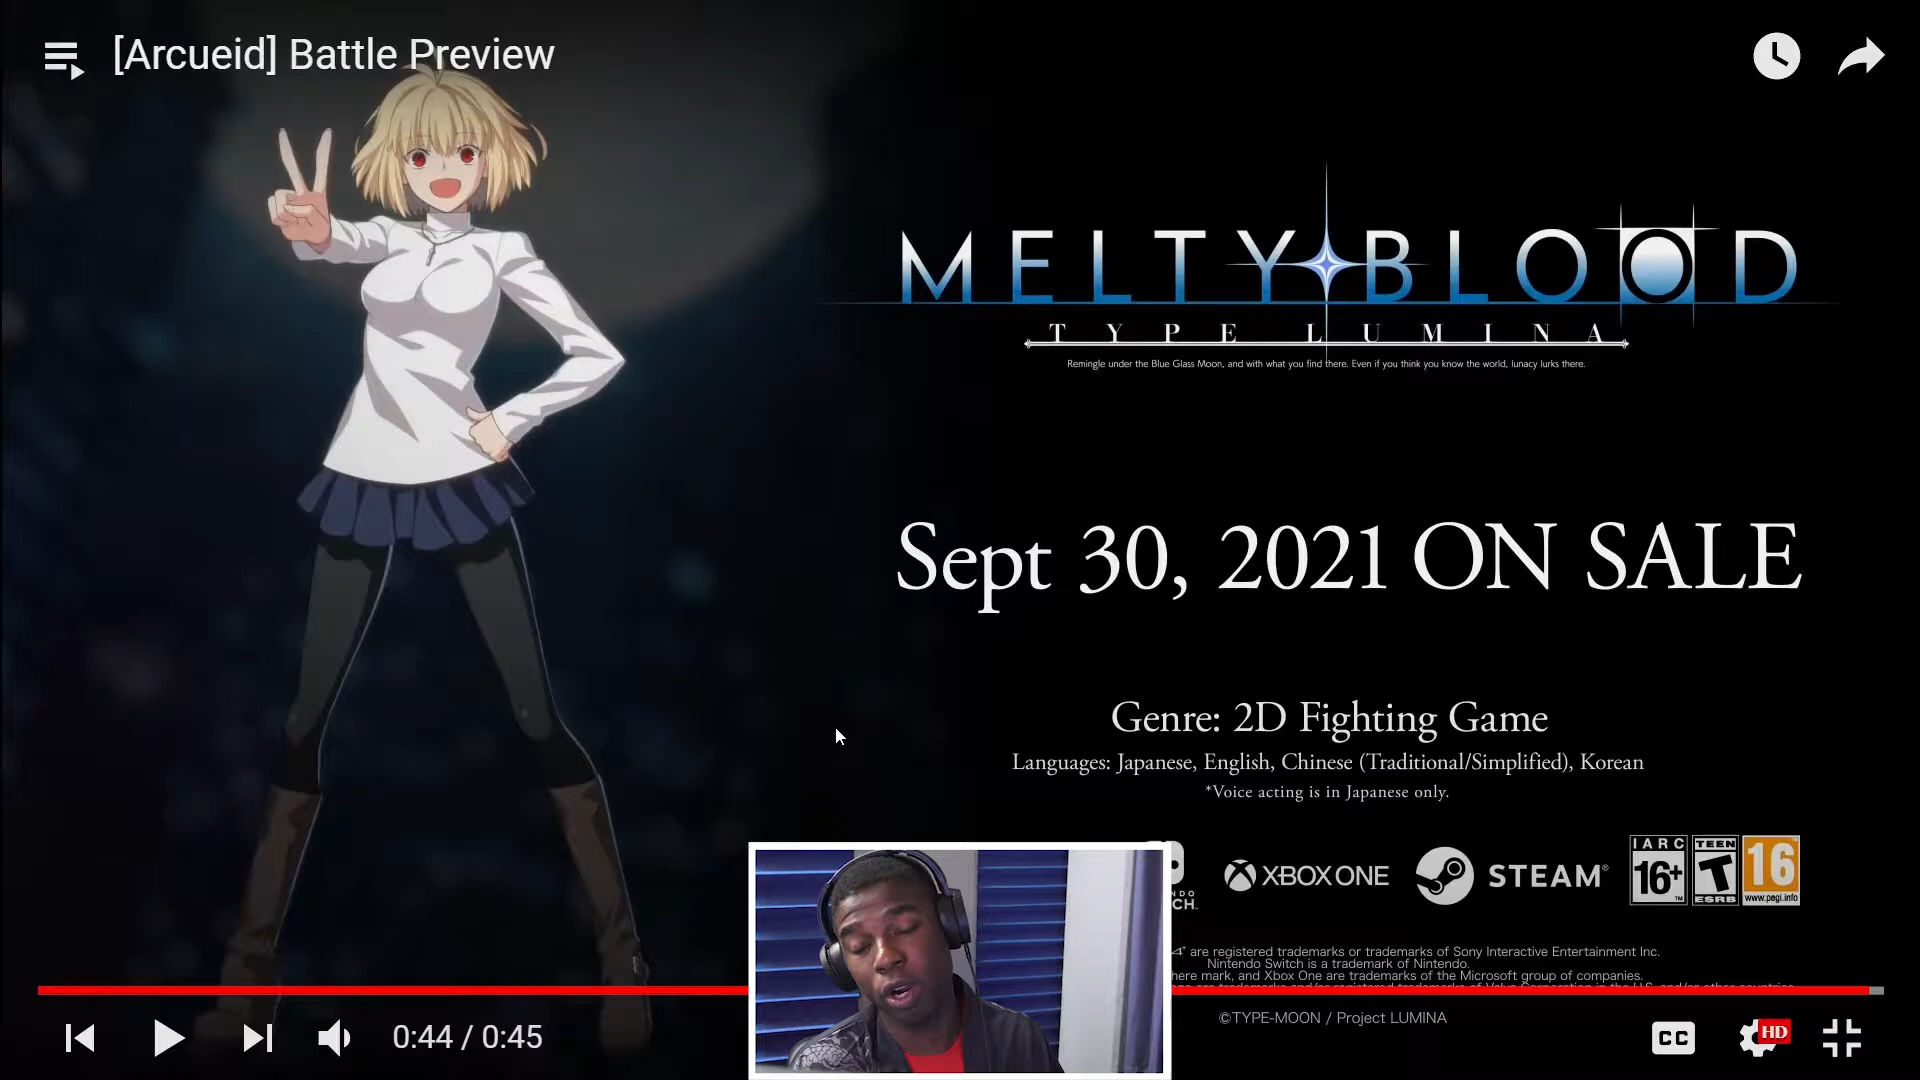 [Arcueid] Battle Preview
MELTY BLOOD
TYPE LUMINA
Remingle under the Blue Glass Moon, and with what you find there. Even if you think you know the world, lunacy lurks there.
Sept 30, 2021 ON SALE
Genre: 2D Fighting Game
Languages: Japanese, English, Chinese (Traditional/Simplified), Korean
*Voice acting is in Japanese only.
XBOX ONE
STEAM®
IARC
16+
TM
TEEN
T
ESRB
16
www.pegi.info
are registered trademarks or trademarks of Sony Interactive Entertainment Inc.
Nintendo Switch is a trademark of Nintendo.
mark, and Xbox One are trademarks of the Microsoft group of companies.
0:44 / 0:45
©TYPE-MOON / Project LUMINA
CC
HD